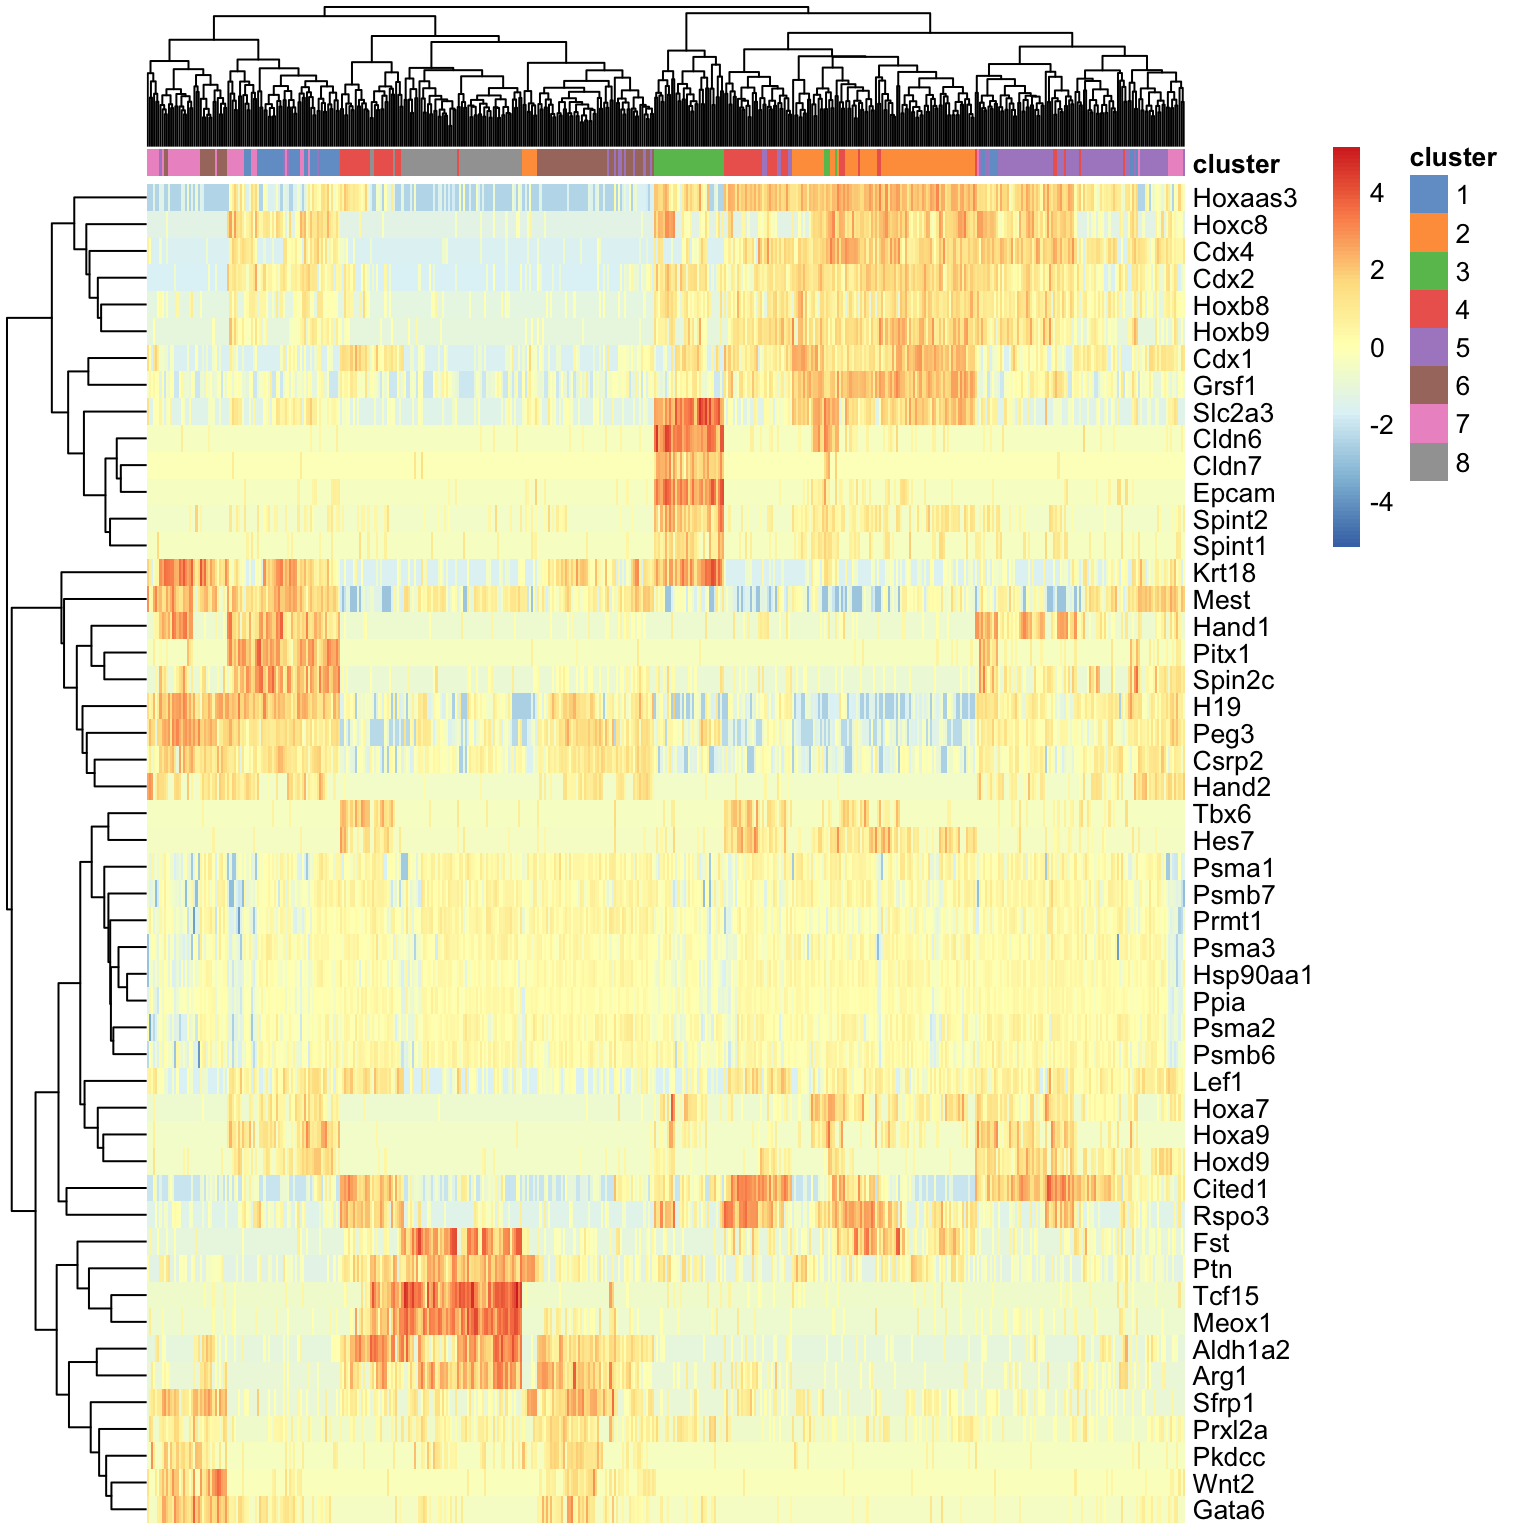 cluster
Hoxaas3
Hoxc8
Cdx4
Cdx2
Hoxb8
Hoxb9
Cdx1
Grsf1
Slc2a3
Cldn6
Cldn7
Epcam
Spint2
Spint1
Krt18
Mest
Hand1
Pitx1
Spin2c
H19
Peg3
Csrp2
Hand2
Tbx6
Hes7
Psma1
Psmb7
Prmt1
Psma3
Hsp90aa1
Ppia
Psma2
Psmb6
Lef1
Hoxa7
Hoxa9
Hoxd9
Cited1
Rspo3
Fst
Ptn
Tcf15
Meox1
Aldh1a2
Arg1
Sfrp1
Prxl2a
Pkdcc
Wnt2
Gata6
4
2
0
-2
-4
cluster
1
2
3
4
5
6
7
8